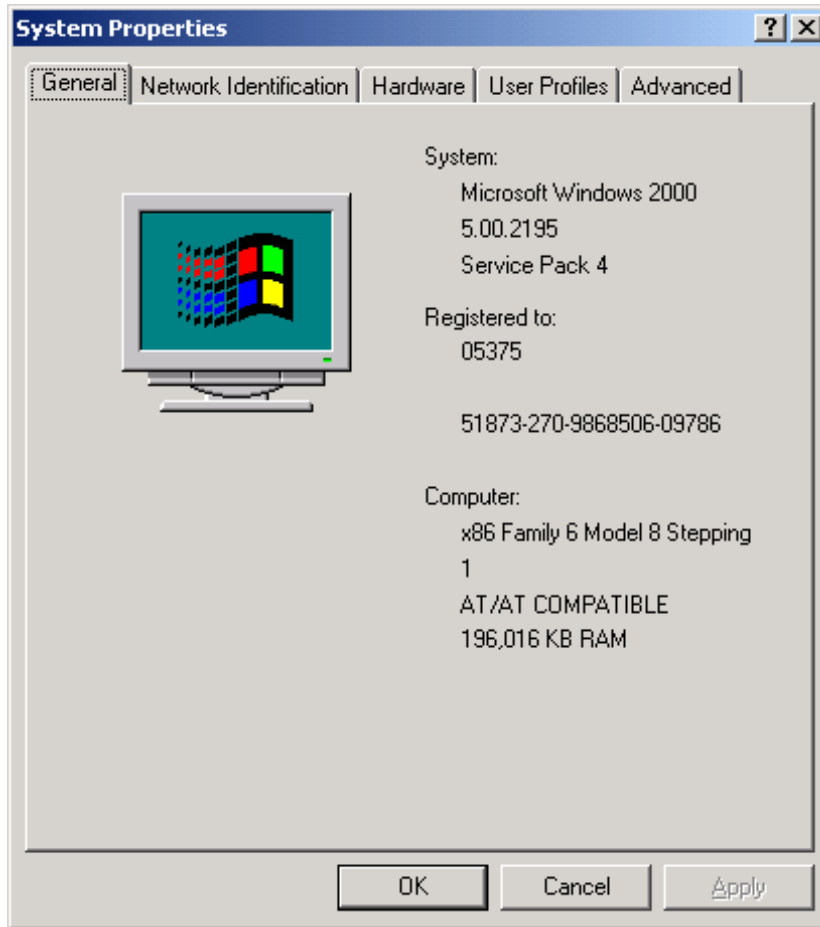 System Properties
General
Network Identification
Hardware
User Profiles
Advanced
System:
Microsoft Windows 2000
5.00.2195
Service Pack 4
Registered to:
05375
51873-270-9868506-09786
Computer:
x86 Family 6 Model 8 Stepping
1
AT/AT COMPATIBLE
196,016 KB RAM
OK
Cancel
Apply